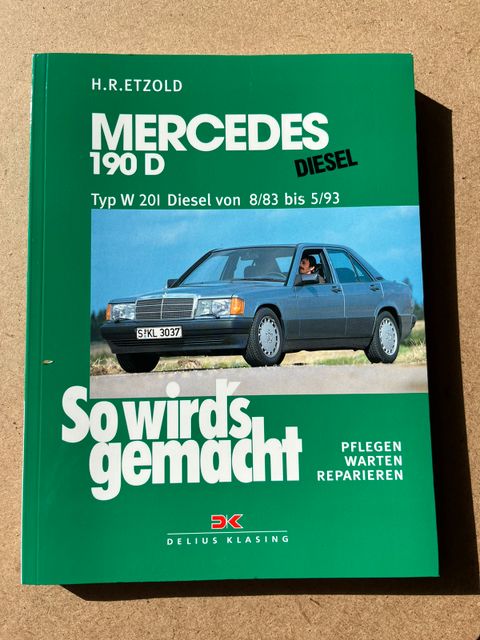 H.R.ETZOLD
MERCEDES
190 D
DIESEL
Typ W 201 Diesel von 8/83 bis 5/93
S·KL 3037
So wird's
gemacht
PFLEGEN
WARTEN
REPARIEREN
DK
DELIUS KLASING